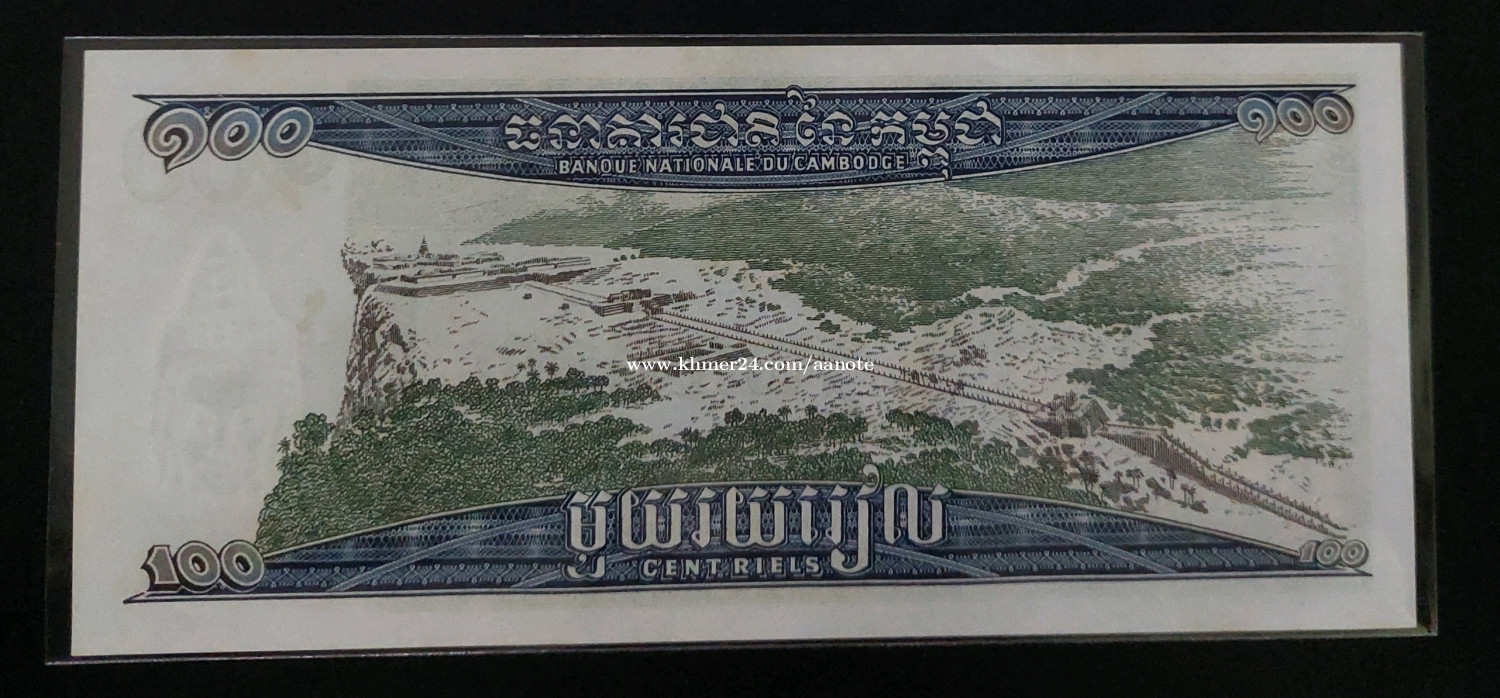 ១០០ ធនាគារជាតិ នៃ កម្ពុជា ១០០
BANQUE NATIONALE DU CAMBODGE
www.khmer24.com/aanote
មួយរយរៀល
100 CENT RIELS 100